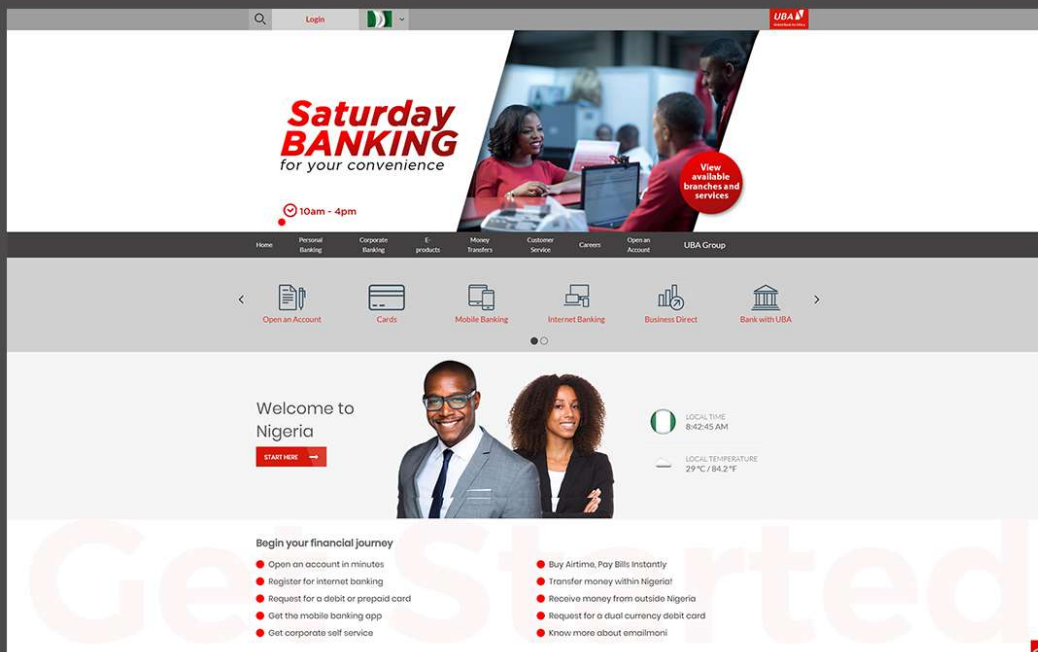 Login
UBA
United Bank for Africa
Saturday
BANKING
for your convenience
10am - 4pm
View
available
branches and
services
Home
Personal
Banking
Corporate
Banking
E-
products
Money
Transfers
Customer
Service
Careers
Open an
Account
UBA Group
Open an Account
Cards
Mobile Banking
Internet Banking
Business Direct
Bank with UBA
Welcome to
Nigeria
START HERE
LOCAL TIME
8:42:45 AM
LOCAL TEMPERATURE
29 °C / 84.2 °F
Get Started
Begin your financial journey
Open an account in minutes
Register for internet banking
Request for a debit or prepaid card
Get the mobile banking app
Get corporate self service
Buy Airtime, Pay Bills Instantly
Transfer money within Nigeria!
Receive money from outside Nigeria
Request for a dual currency debit card
Know more about emailmoni